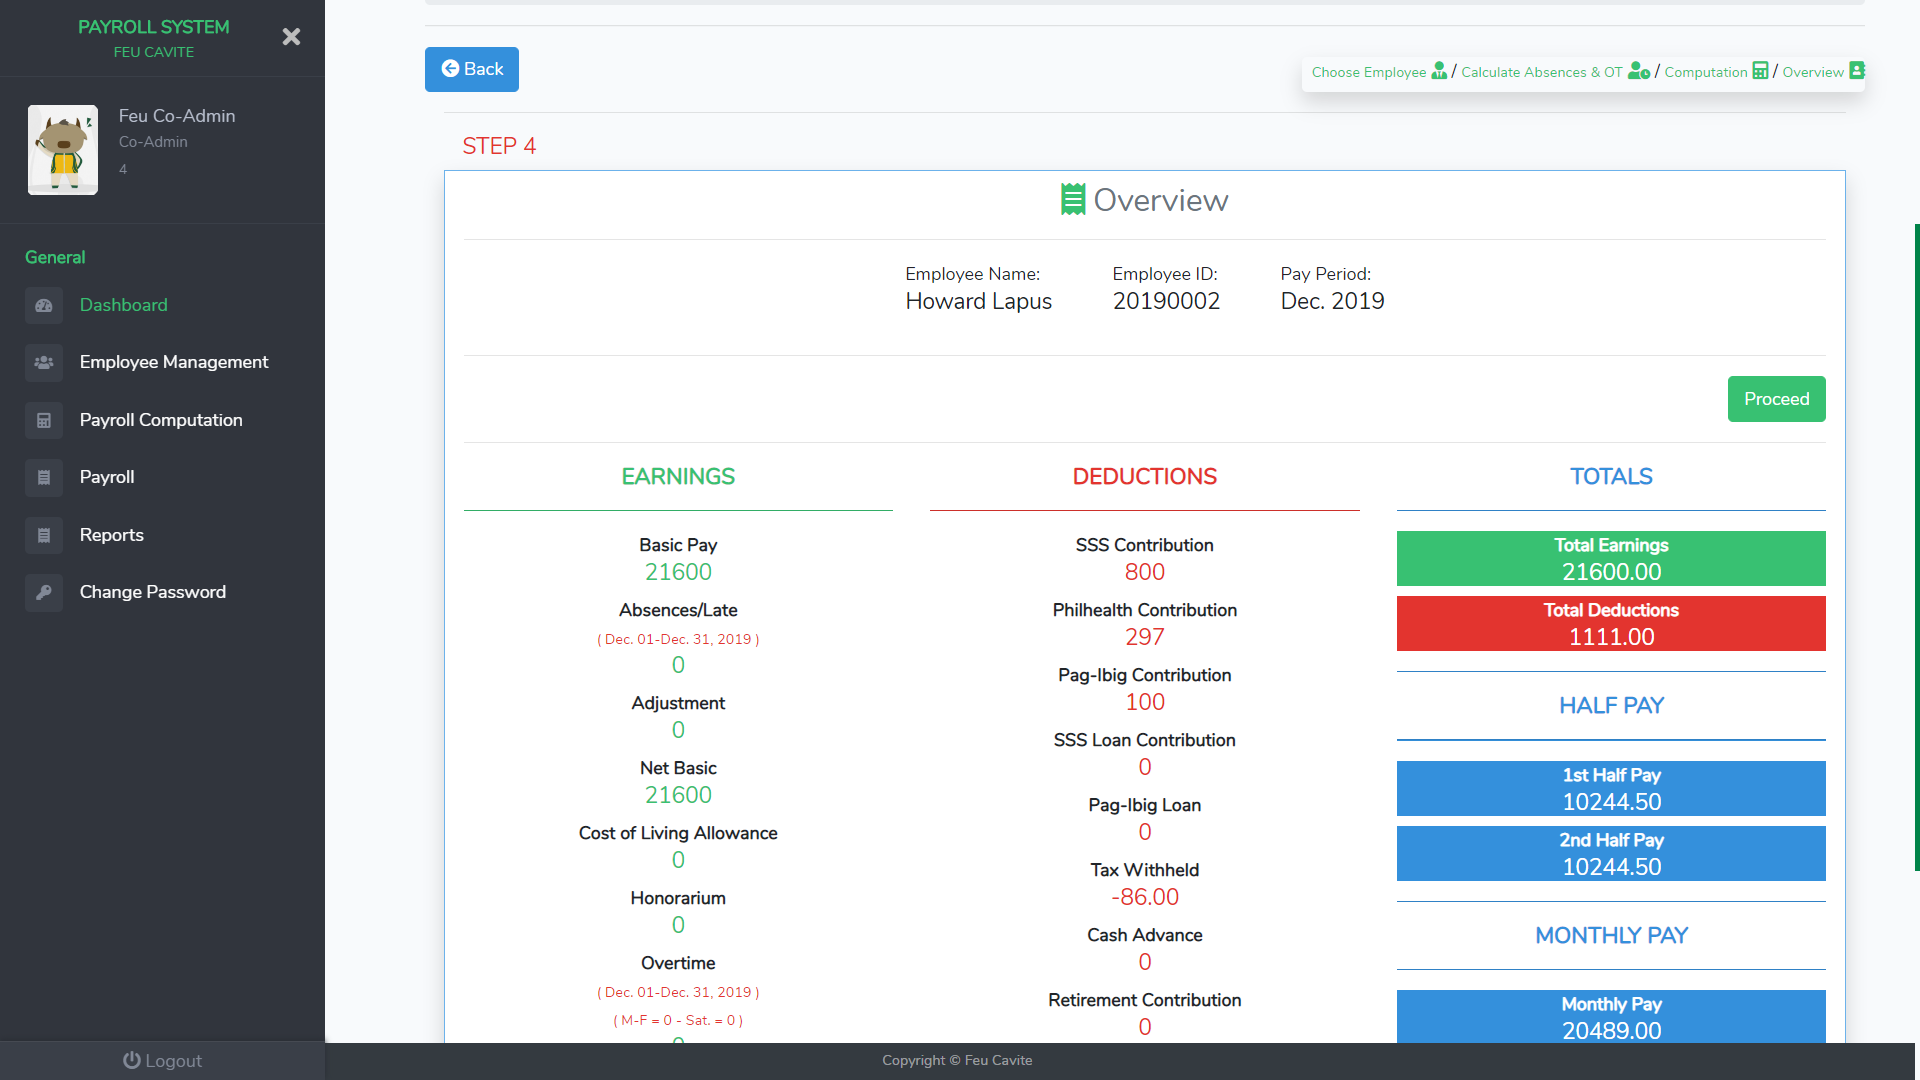 PAYROLL SYSTEM
FEU CAVITE
Feu Co-Admin
Co-Admin
4
General
Dashboard
Employee Management
Payroll Computation
Payroll
Reports
Change Password
Logout
Back
Choose Employee / Calculate Absences & OT / Computation / Overview
STEP 4
Overview
Employee Name:
Howard Lapus
Employee ID:
20190002
Pay Period:
Dec. 2019
Proceed
EARNINGS
Basic Pay
21600
Absences/Late
( Dec. 01-Dec. 31, 2019 )
0
Adjustment
0
Net Basic
21600
Cost of Living Allowance
0
Honorarium
0
Overtime
( Dec. 01-Dec. 31, 2019 )
( M-F = 0 - Sat. = 0 )
DEDUCTIONS
SSS Contribution
800
Philhealth Contribution
297
Pag-Ibig Contribution
100
SSS Loan Contribution
0
Pag-Ibig Loan
0
Tax Withheld
-86.00
Cash Advance
0
Retirement Contribution
0
TOTALS
Total Earnings
21600.00
Total Deductions
1111.00
HALF PAY
1st Half Pay
10244.50
2nd Half Pay
10244.50
MONTHLY PAY
Monthly Pay
20489.00
Copyright © Feu Cavite